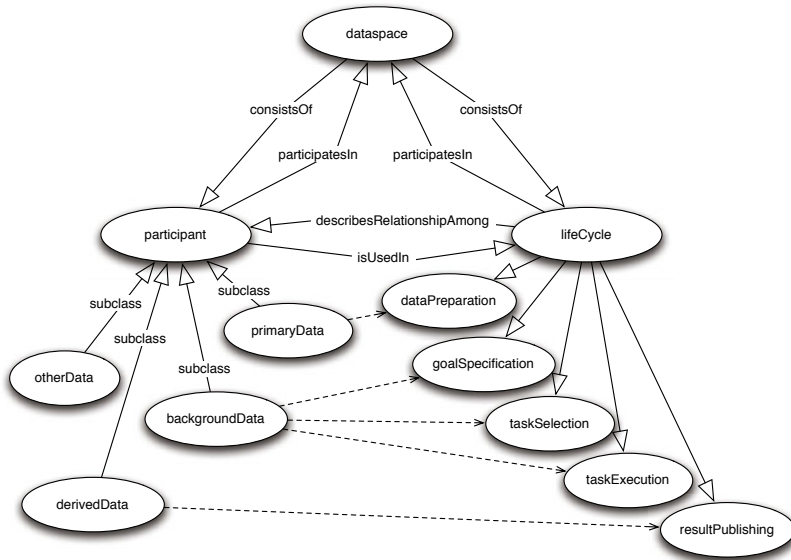 dataspace
consistsOf
consistsOf
participatesIn
participatesIn
participant
describesRelationshipAmong
lifeCycle
isUsedIn
subclass
subclass
subclass
subclass
dataPreparation
primaryData
otherData
goalSpecification
backgroundData
taskSelection
taskExecution
derivedData
resultPublishing